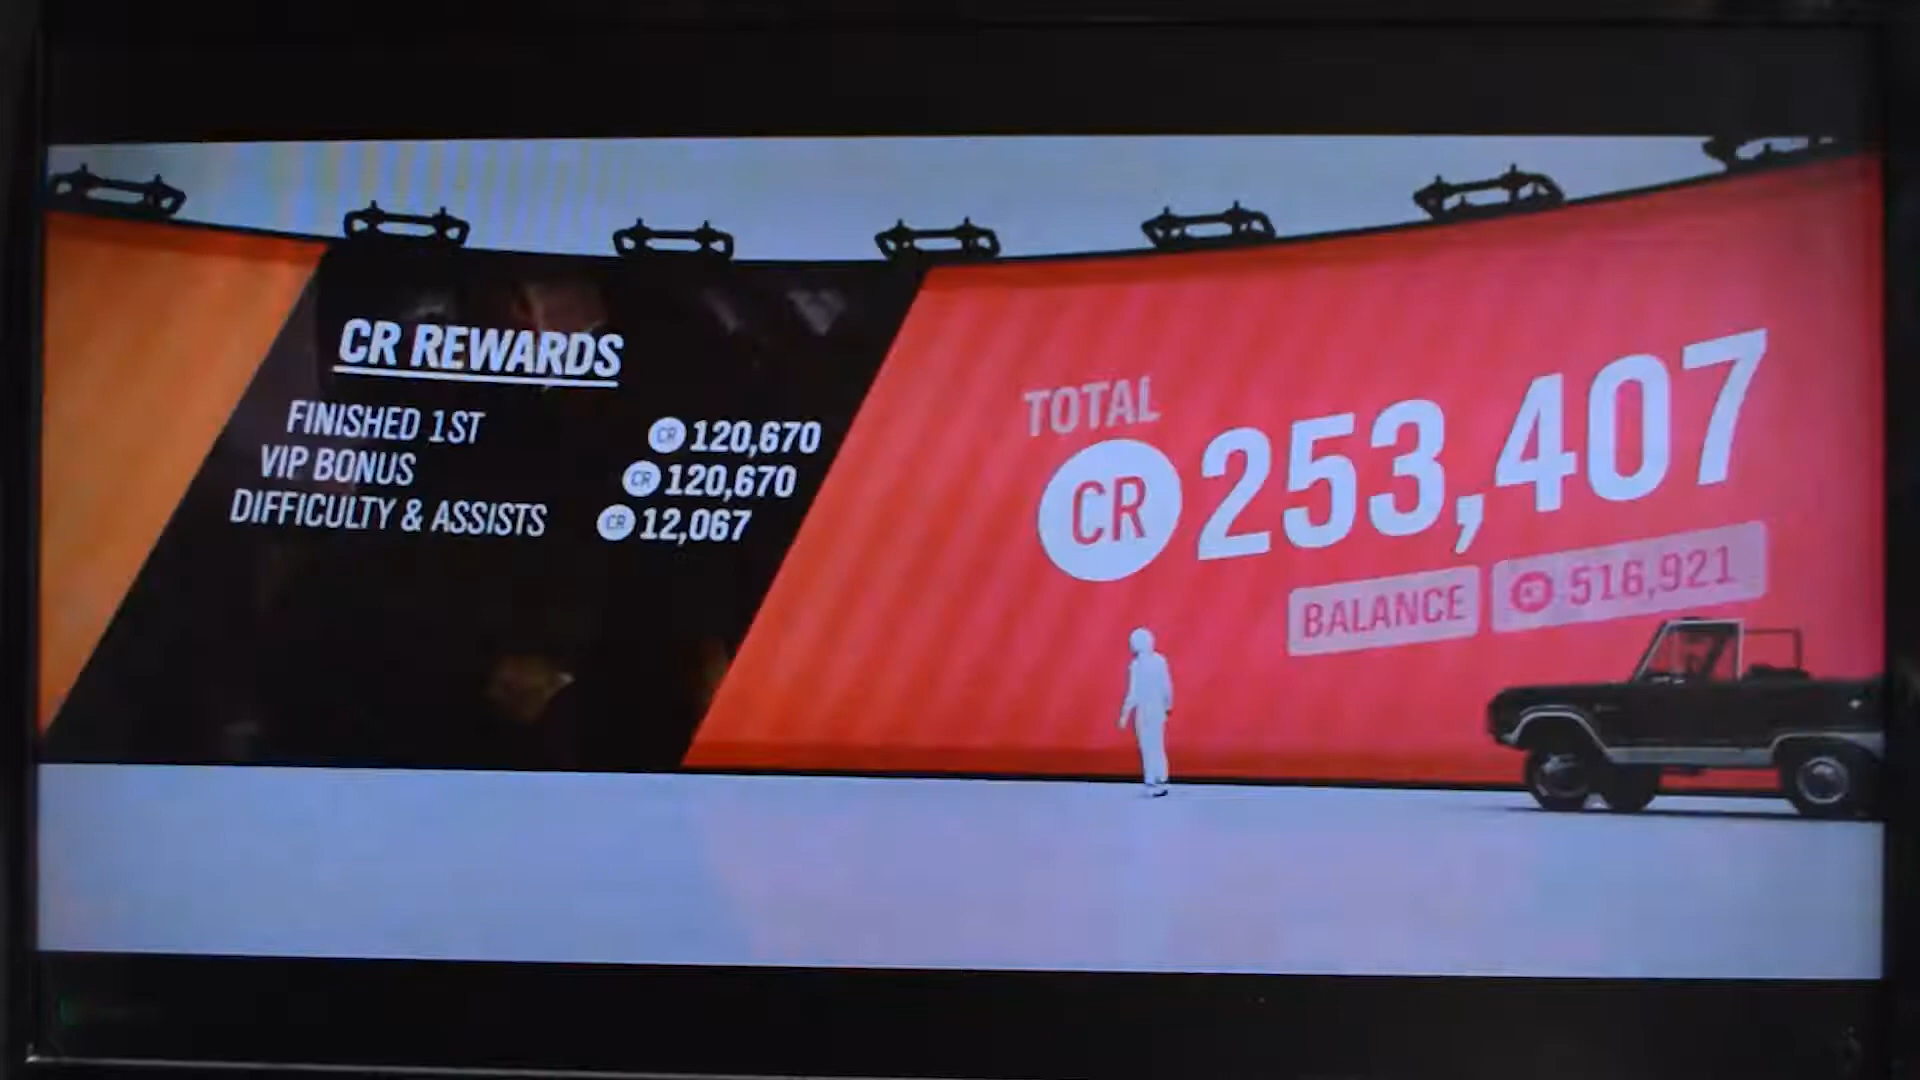 CR REWARDS
FINISHED 1ST CR 120,670
VIP BONUS CR 120,670
DIFFICULTY & ASSISTS CR 12,067
TOTAL
CR 253,407
BALANCE 516,921